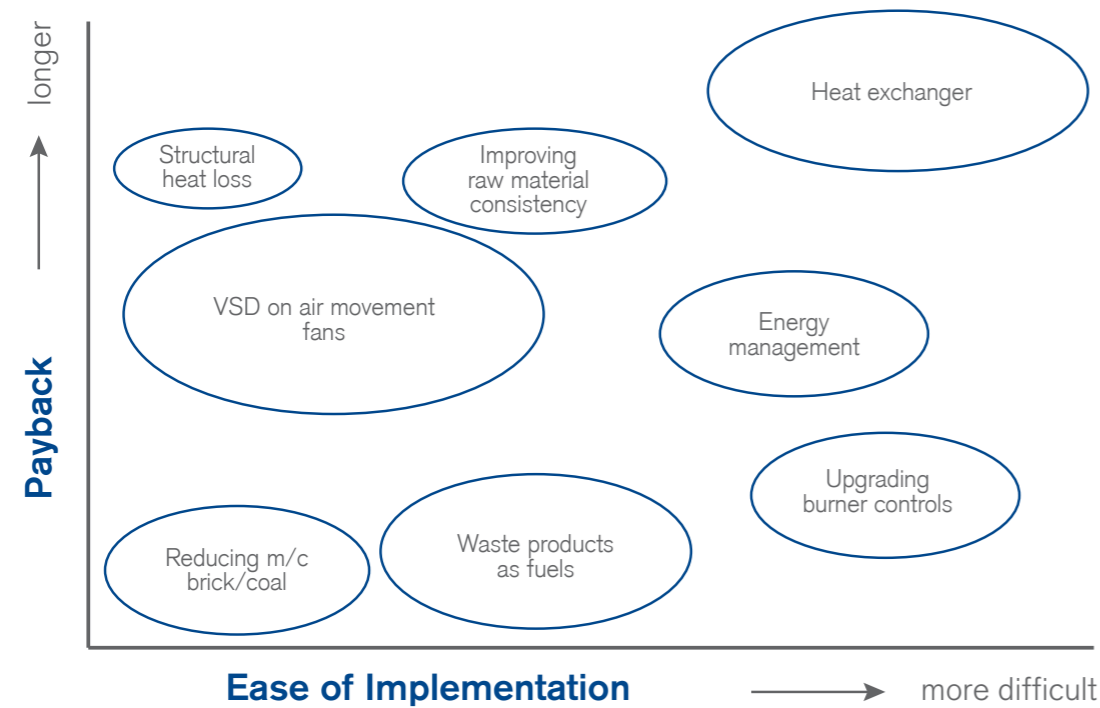 longer
Payback
Heat exchanger
Structural
heat loss
Improving
raw material
consistency
VSD on air movement
fans
Energy
management
Upgrading
burner controls
Reducing m/c
brick/coal
Waste products
as fuels
Ease of Implementation
more difficult